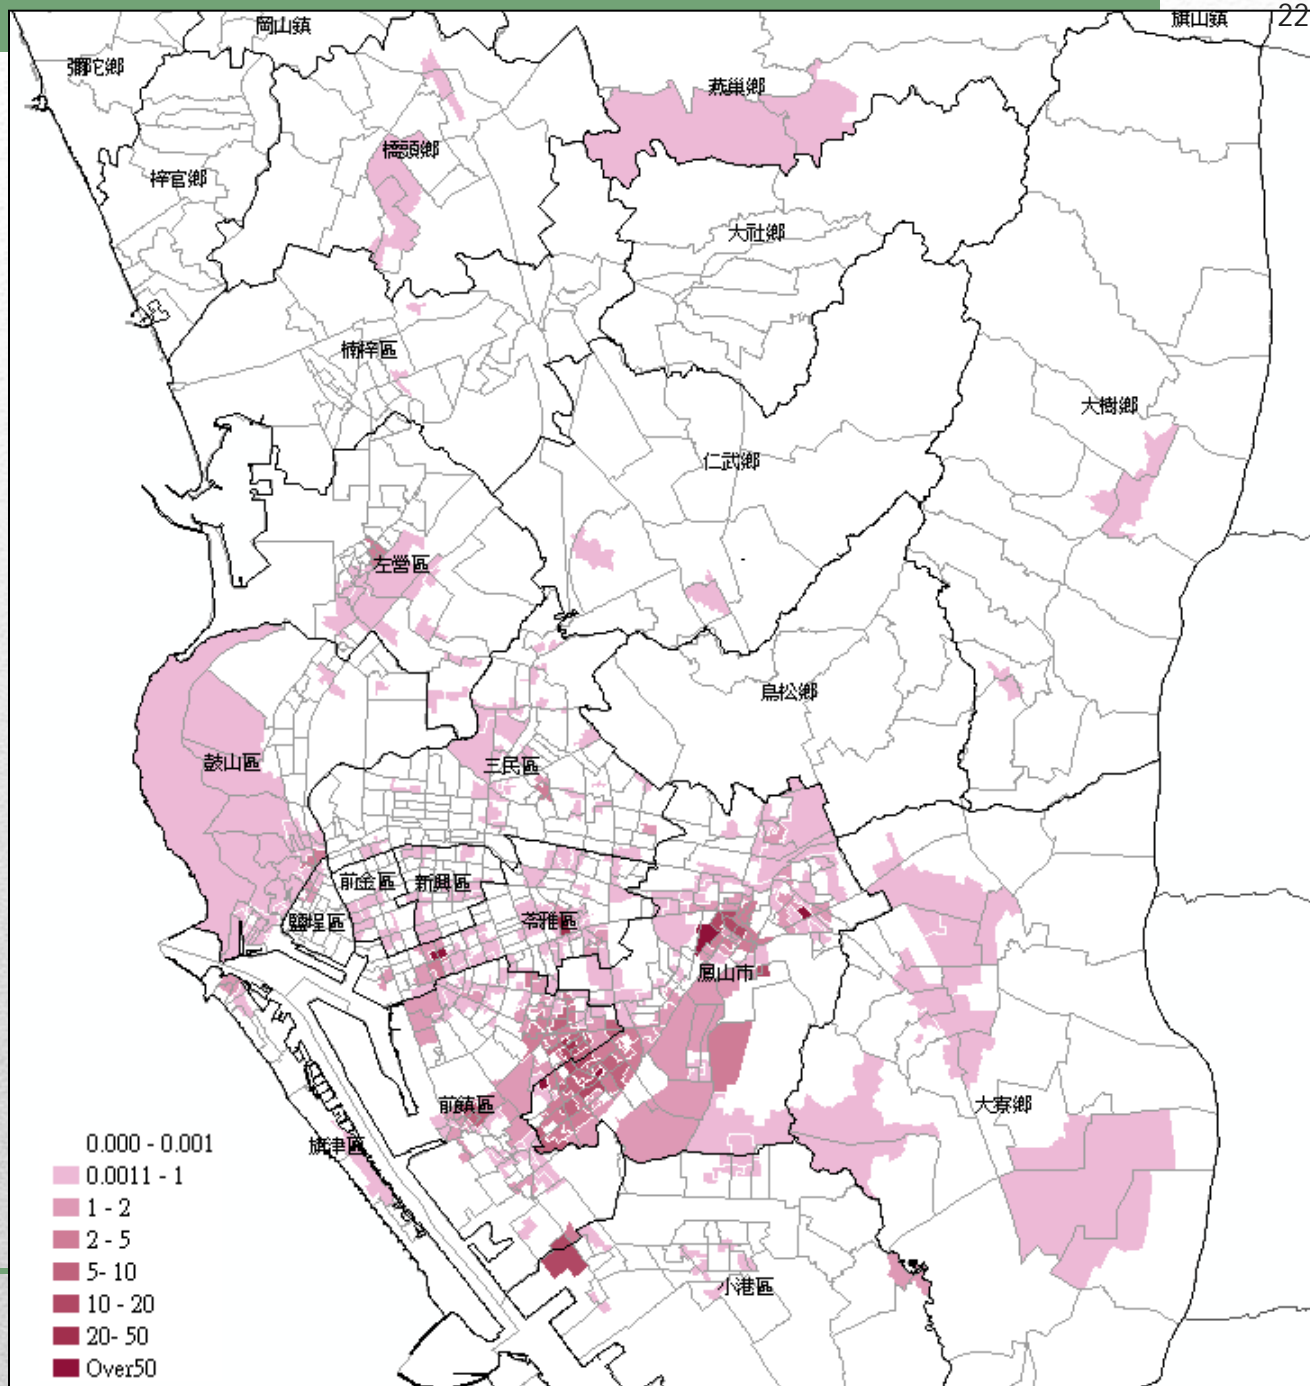 22
旗山鎮
岡山鎮
彌陀鄉
燕巢鄉
橋頭鄉
梓官鄉
大社鄉
楠梓區
大樹鄉
仁武鄉
左營區
鳥松鄉
鼓山區
三民區
前金區
新興區
鹽埕區
苓雅區
鳳山市
前鎮區
大寮鄉
旗津區
小港區
0.000 - 0.001
0.0011 - 1
1 - 2
2 - 5
5- 10
10 - 20
20- 50
Over50